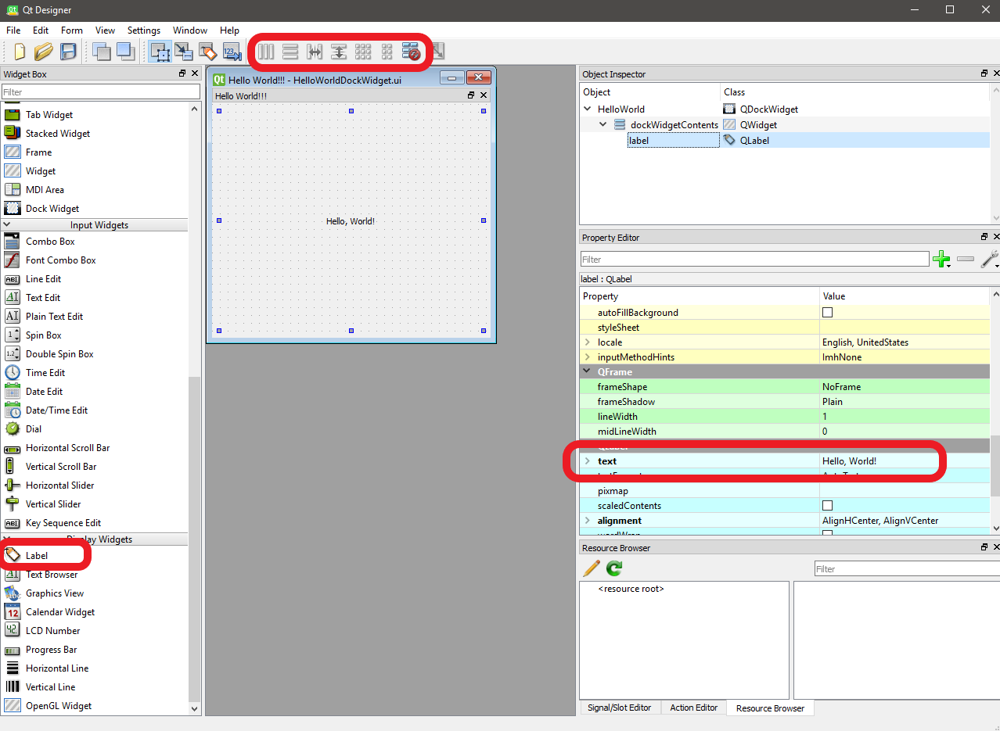 Qt Designer
File Edit Form View Settings Window Help
Widget Box
Filter
Tab Widget
Stacked Widget
Frame
Widget
MDI Area
Dock Widget
Input Widgets
Combo Box
Font Combo Box
Line Edit
Text Edit
Plain Text Edit
Spin Box
Double Spin Box
Time Edit
Date Edit
Date/Time Edit
Dial
Horizontal Scroll Bar
Vertical Scroll Bar
Horizontal Slider
Vertical Slider
Key Sequence Edit
Display Widgets
Label
Text Browser
Graphics View
Calendar Widget
LCD Number
Progress Bar
Horizontal Line
Vertical Line
OpenGL Widget
Hello World!!! - HelloWorldDockWidget.ui
Hello World!!!
Hello, World!
Object Inspector
Object Class
HelloWorld QDockWidget
dockWidgetContents QWidget
label QLabel
Property Editor
Filter
label : QLabel
Property Value
autoFillBackground
styleSheet
locale English, UnitedStates
inputMethodHints ImhNone
QFrame
frameShape NoFrame
frameShadow Plain
lineWidth 1
midLineWidth 0
QLabel
text Hello, World!
textFormat AutoText
pixmap
scaledContents
alignment AlignHCenter, AlignVCenter
wordWrap
Resource Browser
Filter
<resource root>
Signal/Slot Editor Action Editor Resource Browser